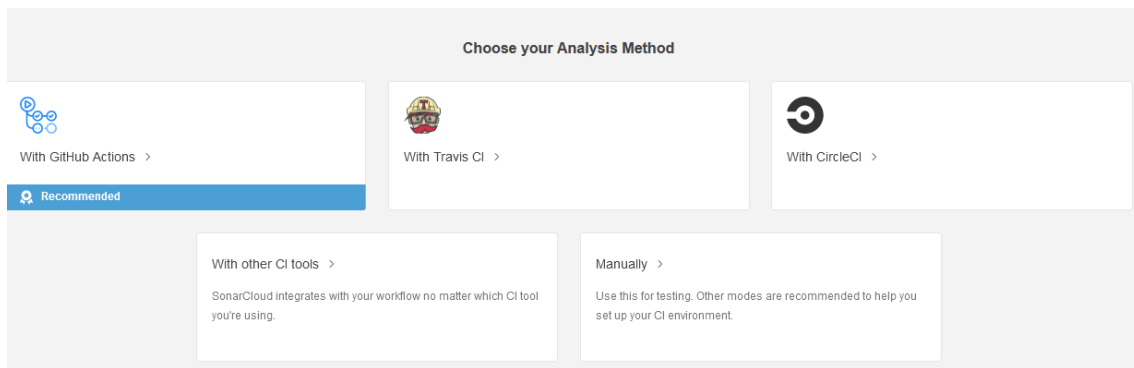 Choose your Analysis Method
With GitHub Actions
With Travis CI
With CircleCI
Recommended
With other CI tools
SonarCloud integrates with your workflow no matter which CI tool
you're using.
Manually
Use this for testing. Other modes are recommended to help you
set up your CI environment.